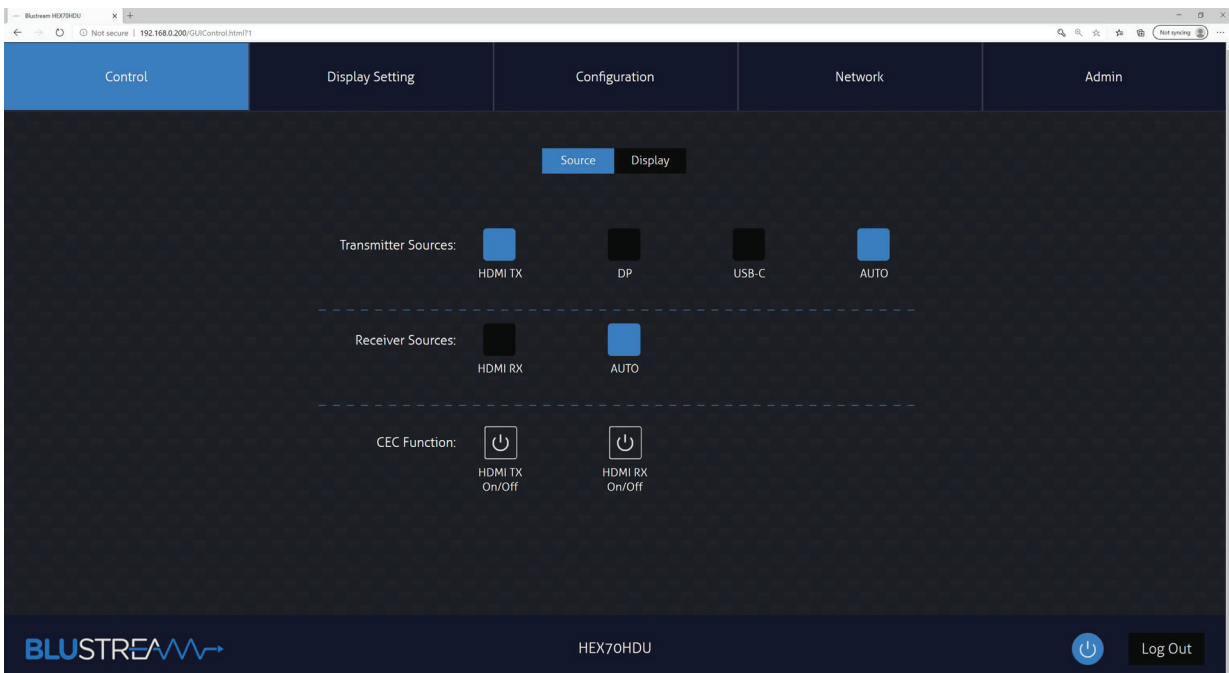 Blustream HEX70HDU
Not secure | 192.168.0.200/GUIControl.html?1
Not syncing
Control Display Setting Configuration Network Admin
Source Display
Transmitter Sources:
HDMI TX DP USB-C AUTO
Receiver Sources:
HDMI RX AUTO
CEC Function:
HDMI TX HDMI RX
On/Off On/Off
BLUSTREAM HEX70HDU Log Out